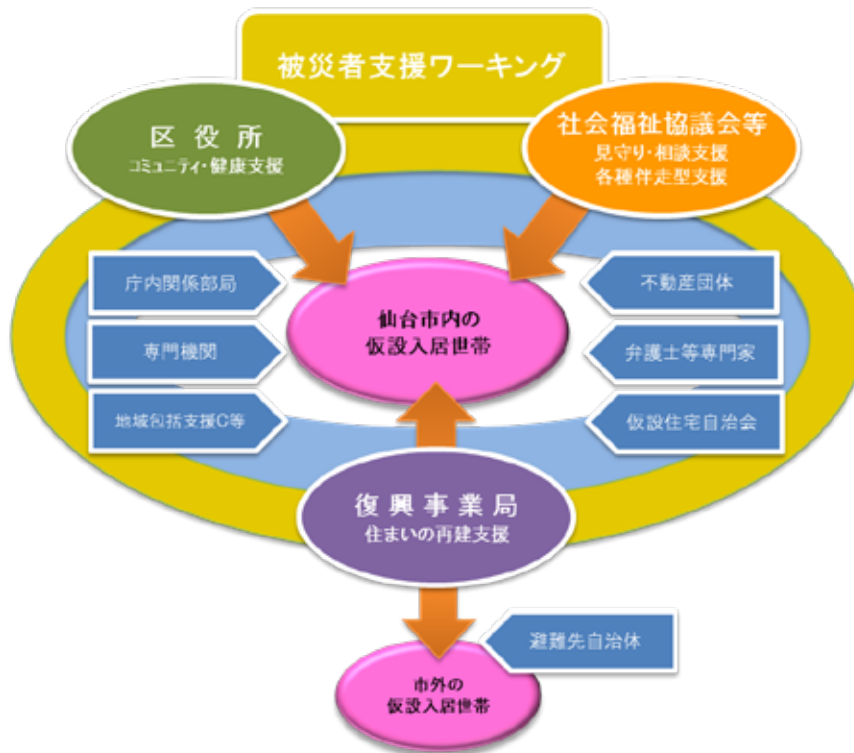 被災者支援ワーキング
区役所
コミュニティ・健康支援
社会福祉協議会等
見守り・相談支援
各種伴走型支援
庁内関係部局
専門機関
地域包括支援C等
仙台市内の
仮設入居世帯
不動産団体
弁護士等専門家
仮設住宅自治会
復興事業局
住まいの再建支援
避難先自治体
市外の
仮設入居世帯